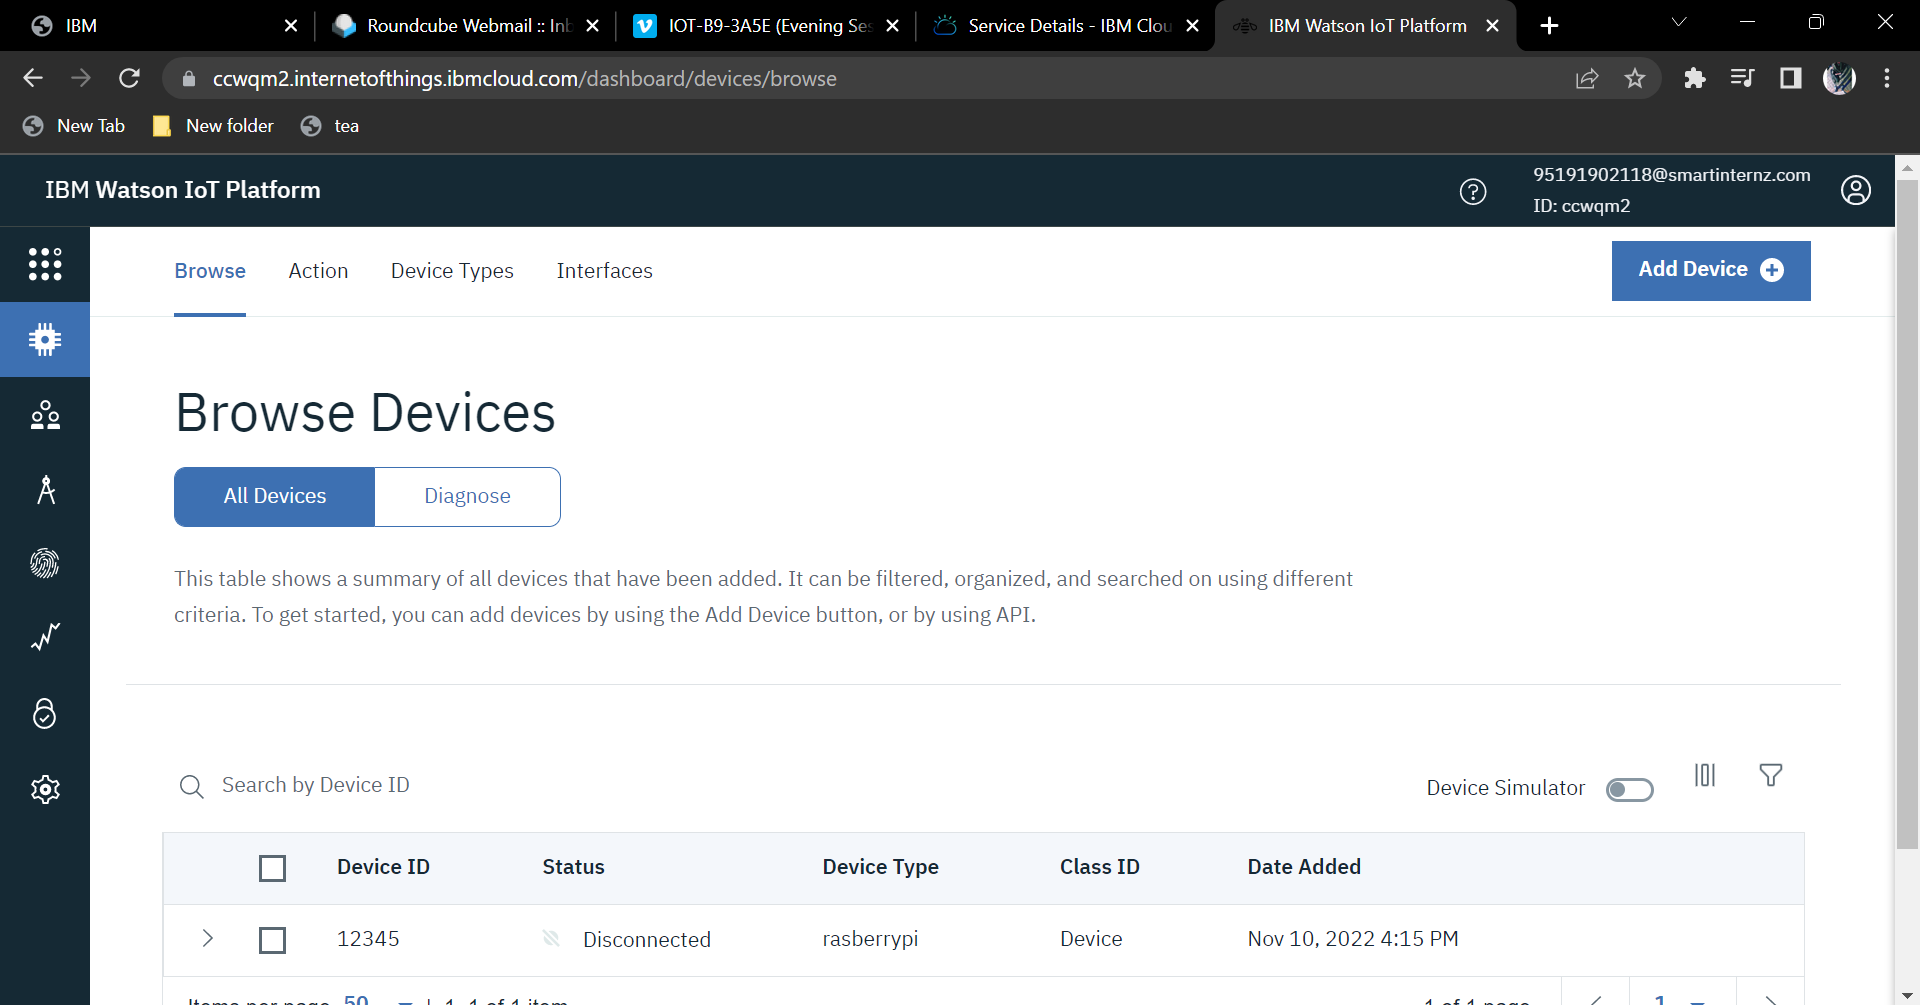 IBM
Roundcube Webmail :: Inb
IOT-B9-3A5E (Evening Ses
Service Details - IBM Clou
IBM Watson IoT Platform
ccwqm2.internetofthings.ibmcloud.com/dashboard/devices/browse
New Tab
New folder
tea
IBM Watson IoT Platform
95191902118@smartinternz.com
ID: ccwqm2
Browse
Action
Device Types
Interfaces
Add Device
Browse Devices
All Devices
Diagnose
This table shows a summary of all devices that have been added. It can be filtered, organized, and searched on using different
criteria. To get started, you can add devices by using the Add Device button, or by using API.
Search by Device ID
Device Simulator
Device ID Status Device Type Class ID Date Added
12345 Disconnected rasberrypi Device Nov 10, 2022 4:15 PM
Items per page 50 | 1-1 of 1 item
1 of 1 page 1